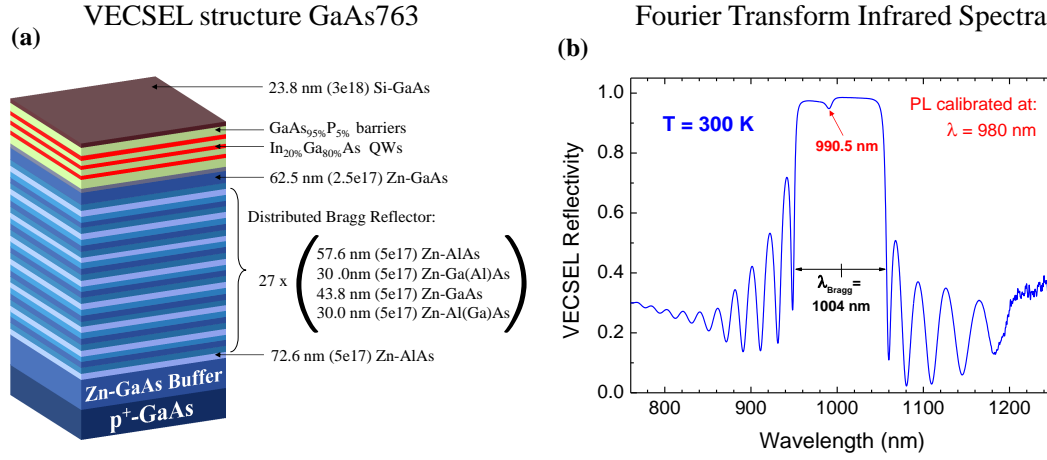 VECSEL structure GaAs763
(a)
23.8 nm (3e18) Si-GaAs
GaAs95%P5% barriers
In20%Ga80%As QWs
62.5 nm (2.5e17) Zn-GaAs
Distributed Bragg Reflector:
27 x
57.6 nm (5e17) Zn-AlAs
30 .0nm (5e17) Zn-Ga(Al)As
43.8 nm (5e17) Zn-GaAs
30.0 nm (5e17) Zn-Al(Ga)As
72.6 nm (5e17) Zn-AlAs
Zn-GaAs Buffer
p+-GaAs
Fourier Transform Infrared Spectra
(b)
VECSEL Reflectivity
1.0
0.8
0.6
0.4
0.2
0.0
T = 300 K
990.5 nm
PL calibrated at:
λ = 980 nm
λBragg=
1004 nm
800 900 1000 1100 1200
Wavelength (nm)